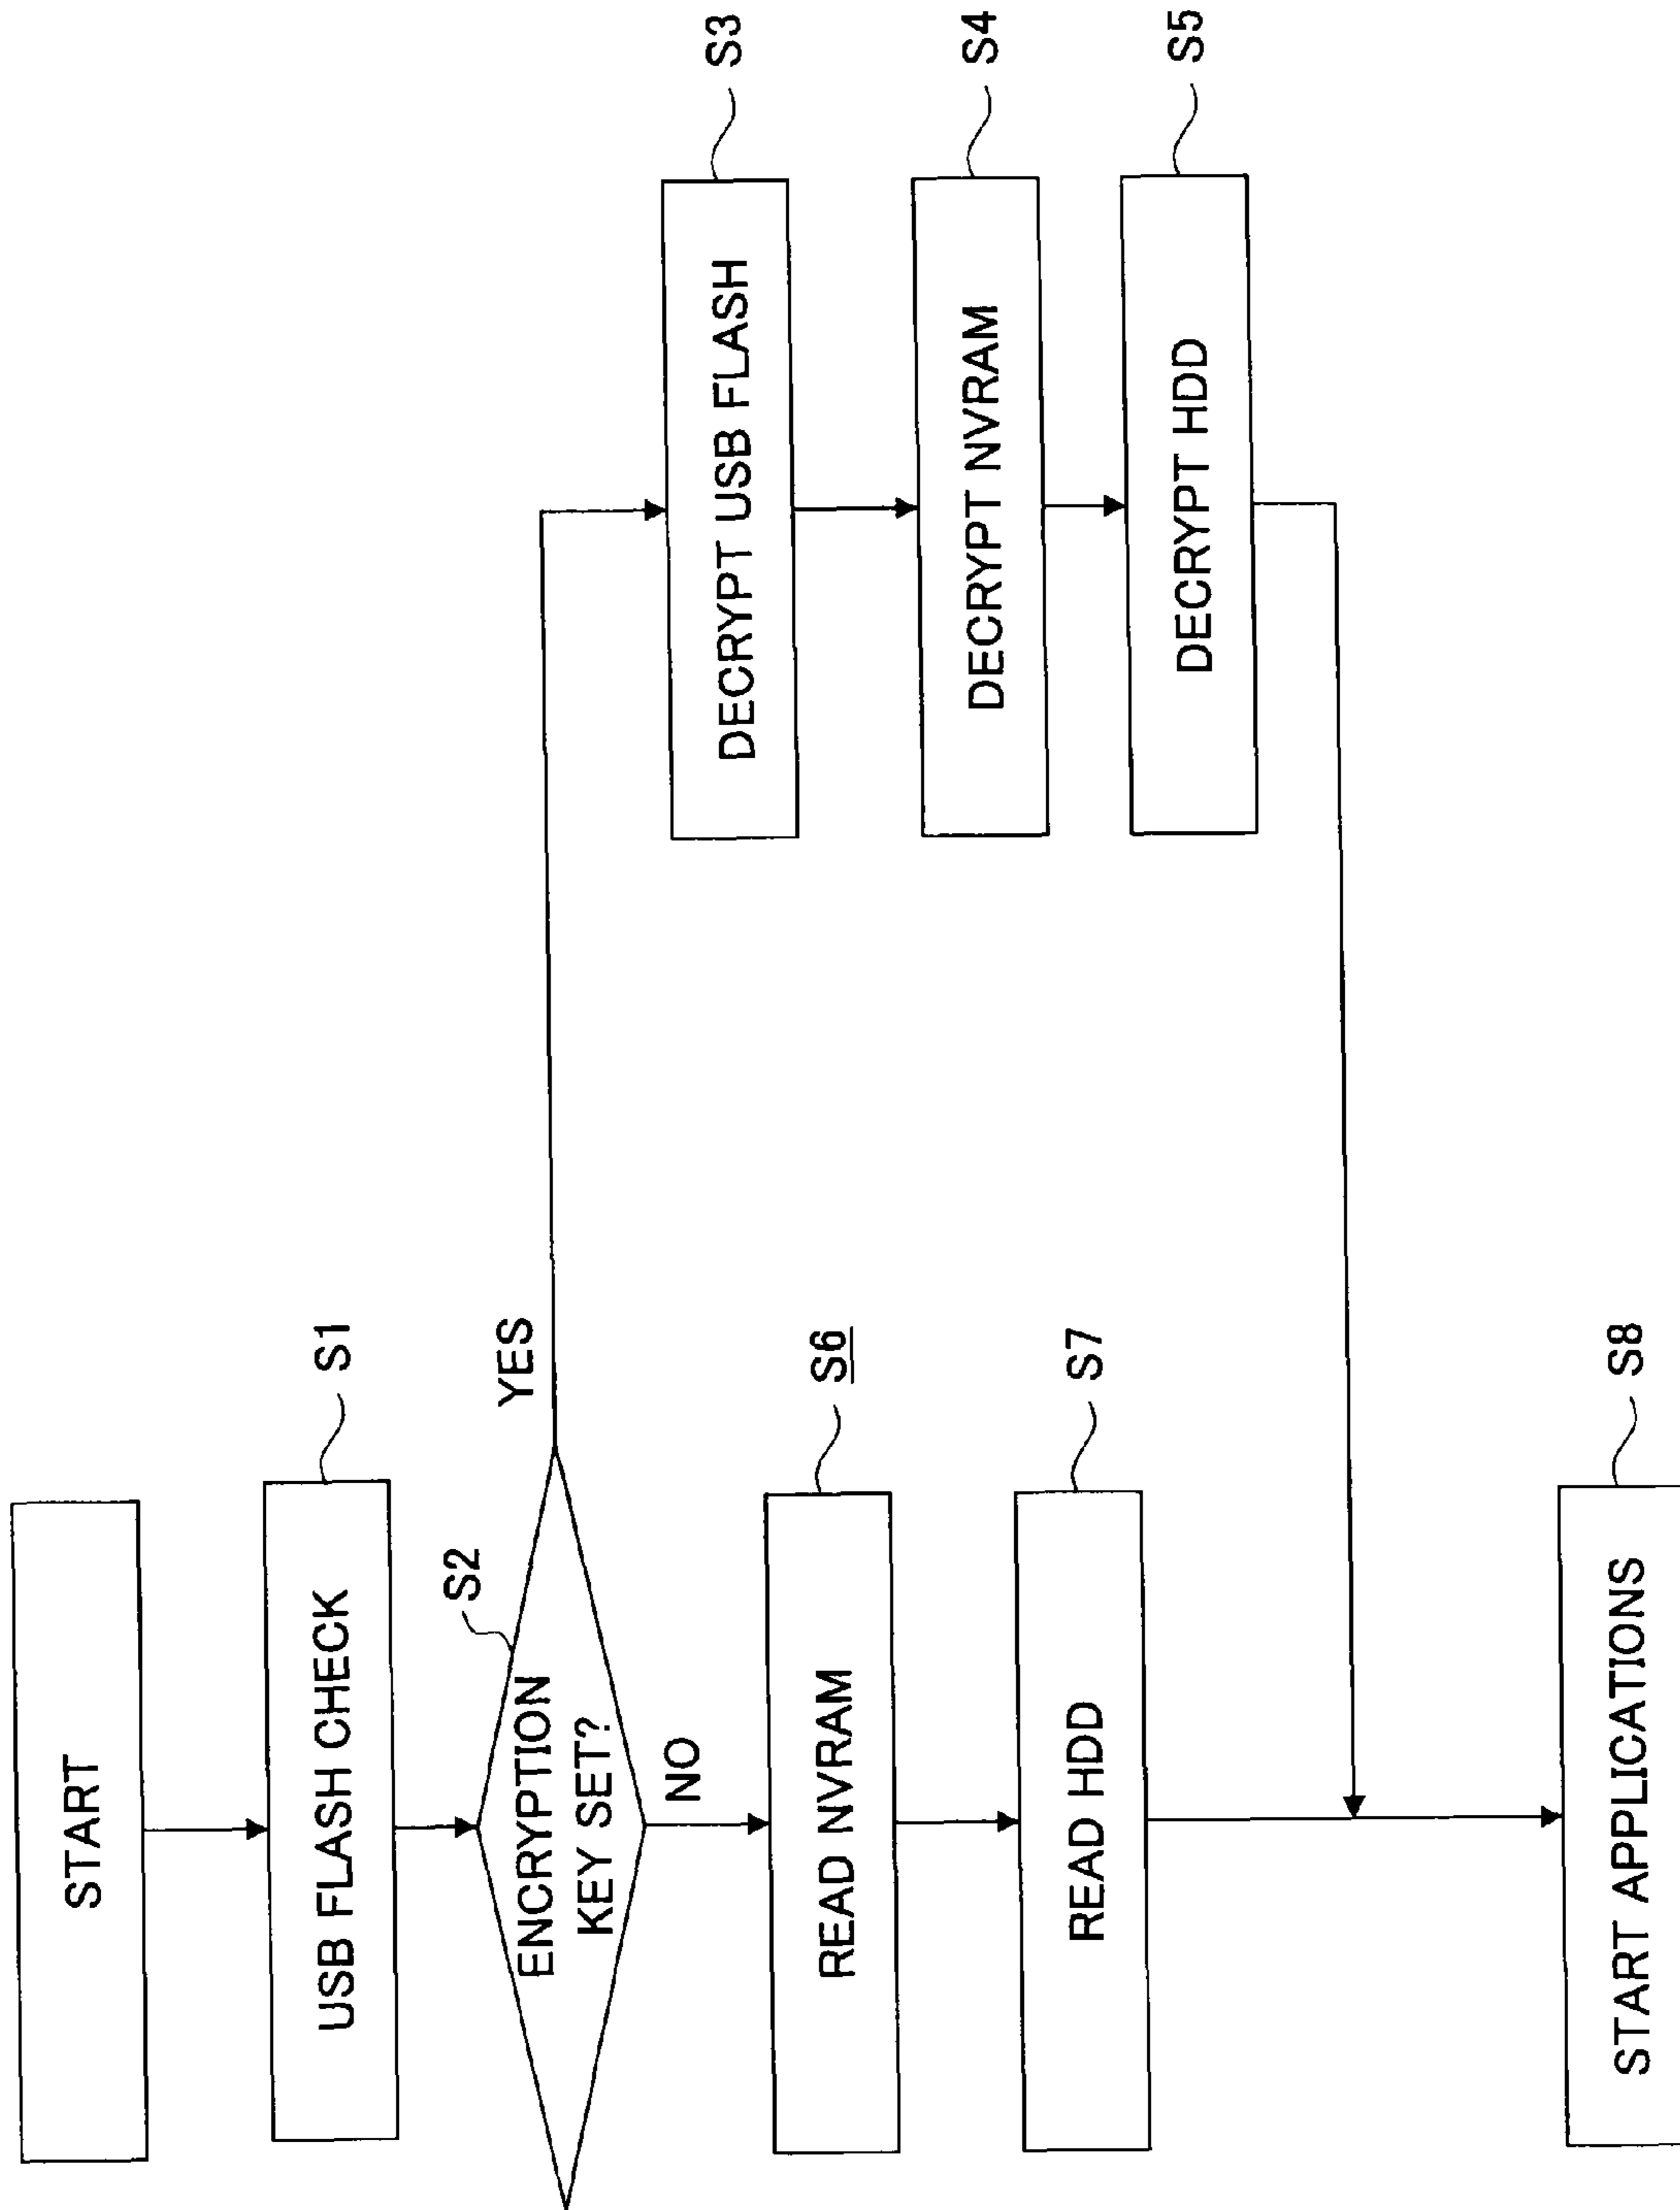 START
USB FLASH CHECK
S1
ENCRYPTION
KEY SET?
S2
YES
NO
DECRYPT USB FLASH
S3
DECRYPT NVRAM
S4
DECRYPT HDD
S5
READ NVRAM
S6
READ HDD
S7
START APPLICATIONS
S8